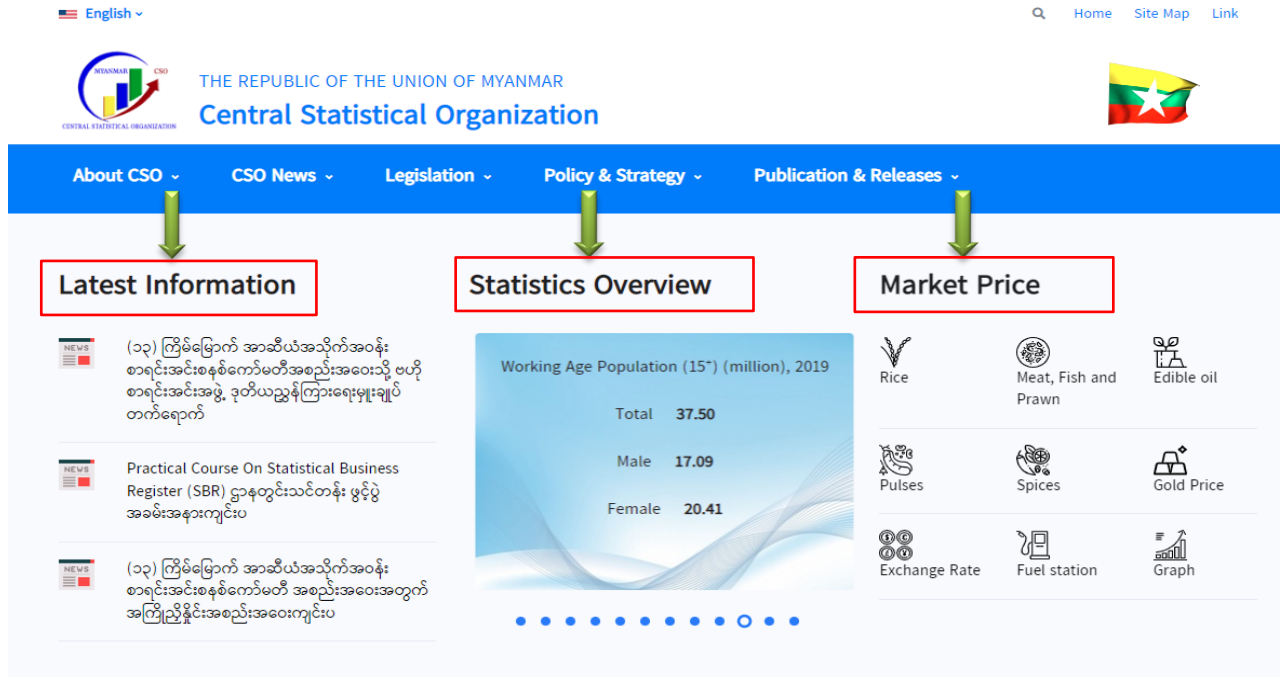 English
Home Site Map Link
MYANMAR CSO
CENTRAL STATISTICAL ORGANIZATION
THE REPUBLIC OF THE UNION OF MYANMAR
Central Statistical Organization
About CSO CSO News Legislation Policy & Strategy Publication & Releases
Latest Information
NEWS
(၁၃) ကြိမ်မြောက် အာဆီယံအသိုက်အဝန်း
စာရင်းအင်းစနစ်ကော်မတီအစည်းအဝေးသို့ ဗဟို
စာရင်းအင်းအဖွဲ့ ဒုတိယညွှန်ကြားရေးမှူးချုပ်
တက်ရောက်
NEWS
Practical Course On Statistical Business
Register (SBR) ဌာနတွင်းသင်တန်း ဖွင့်ပွဲ
အခမ်းအနားကျင်းပ
NEWS
(၁၃) ကြိမ်မြောက် အာဆီယံအသိုက်အဝန်း
စာရင်းအင်းစနစ်ကော်မတီ အစည်းအဝေးအတွက်
အကြိုညှိနှိုင်းအစည်းအဝေးကျင်းပ
Statistics Overview
Working Age Population (15⁺) (million), 2019
Total 37.50
Male 17.09
Female 20.41
Market Price
Rice
Meat, Fish and
Prawn
Edible oil
Pulses
Spices
Gold Price
Exchange Rate
Fuel station
Graph